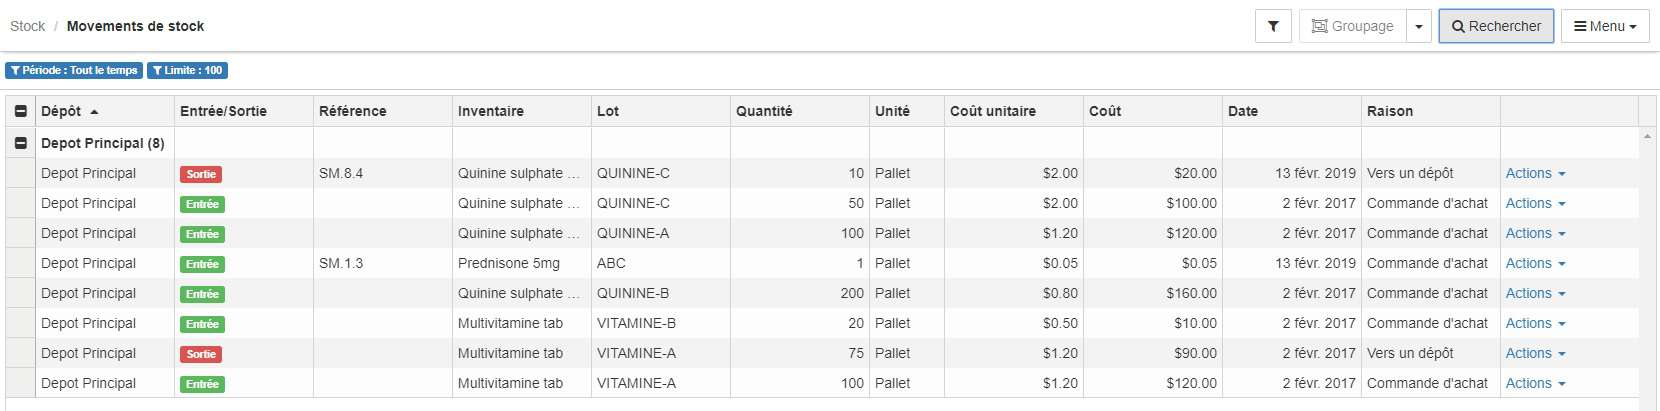 Stock / Movements de stock Groupage Rechercher Menu
Période : Tout le temps Limite : 100
Dépôt Entrée/Sortie Référence Inventaire Lot Quantité Unité Coût unitaire Coût Date Raison
Depot Principal (8)
Depot Principal Sortie SM.8.4 Quinine sulphate ... QUININE-C 10 Pallet $2.00 $20.00 13 févr. 2019 Vers un dépôt Actions
Depot Principal Entrée Quinine sulphate ... QUININE-C 50 Pallet $2.00 $100.00 2 févr. 2017 Commande d'achat Actions
Depot Principal Entrée Quinine sulphate ... QUININE-A 100 Pallet $1.20 $120.00 2 févr. 2017 Commande d'achat Actions
Depot Principal Entrée SM.1.3 Prednisone 5mg ABC 1 Pallet $0.05 $0.05 13 févr. 2019 Commande d'achat Actions
Depot Principal Entrée Quinine sulphate ... QUININE-B 200 Pallet $0.80 $160.00 2 févr. 2017 Commande d'achat Actions
Depot Principal Entrée Multivitamine tab VITAMINE-B 20 Pallet $0.50 $10.00 2 févr. 2017 Commande d'achat Actions
Depot Principal Sortie Multivitamine tab VITAMINE-A 75 Pallet $1.20 $90.00 2 févr. 2017 Vers un dépôt Actions
Depot Principal Entrée Multivitamine tab VITAMINE-A 100 Pallet $1.20 $120.00 2 févr. 2017 Commande d'achat Actions